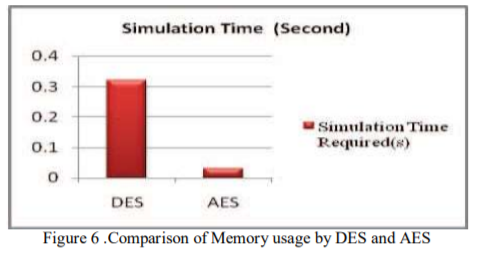 Simulation Time (Second)
0.4
0.3
0.2
0.1
0
DES AES
Simulation Time
Required(s)
Figure 6 .Comparison of Memory usage by DES and AES